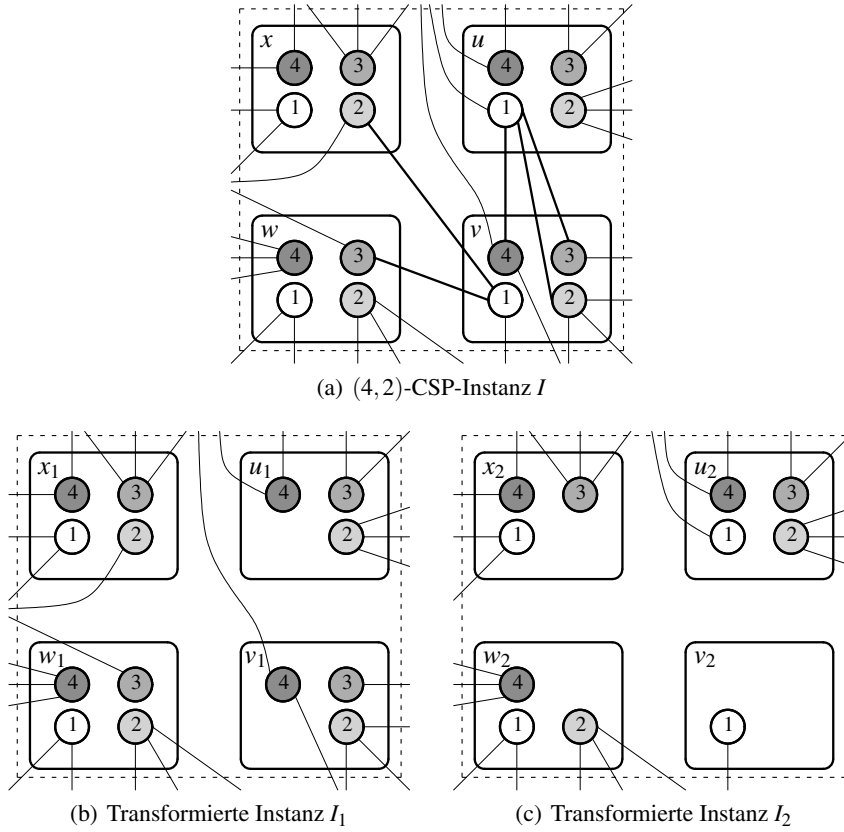 x
4 3
1 2
u
4 3
1 2
w
4 3
1 2
v
4 3
1 2
(a) (4,2)-CSP-Instanz I
x₁
4 3
1 2
u₁
4 3
2
w₁
4 3
1 2
v₁
4 3
2
(b) Transformierte Instanz I₁
x₂
4 3
1
u₂
4 3
1 2
w₂
4
1 2
v₂
1
(c) Transformierte Instanz I₂